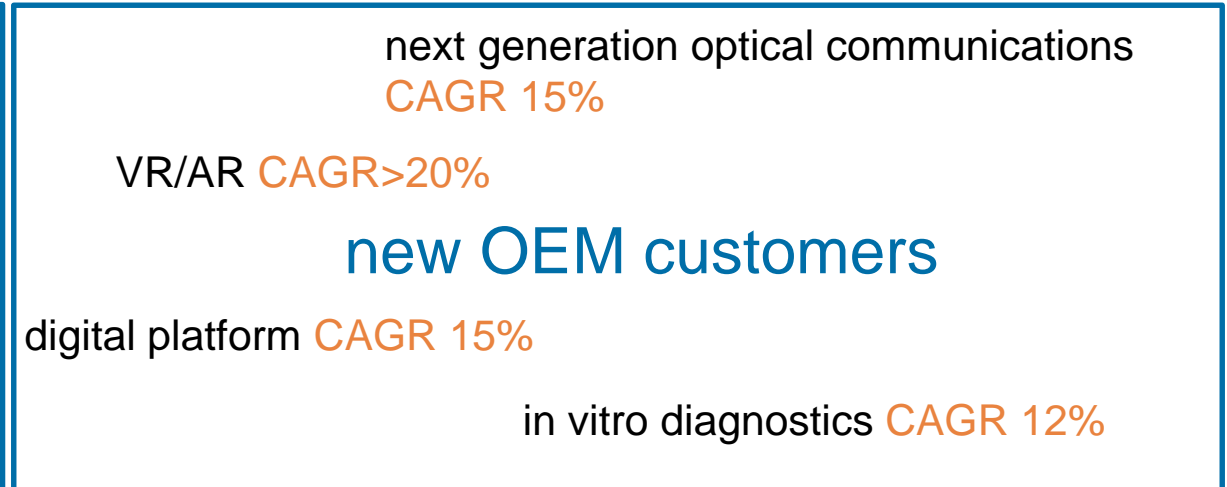 next generation optical communications
CAGR 15%
VR/AR CAGR>20%
new OEM customers
digital platform CAGR 15%
in vitro diagnostics CAGR 12%